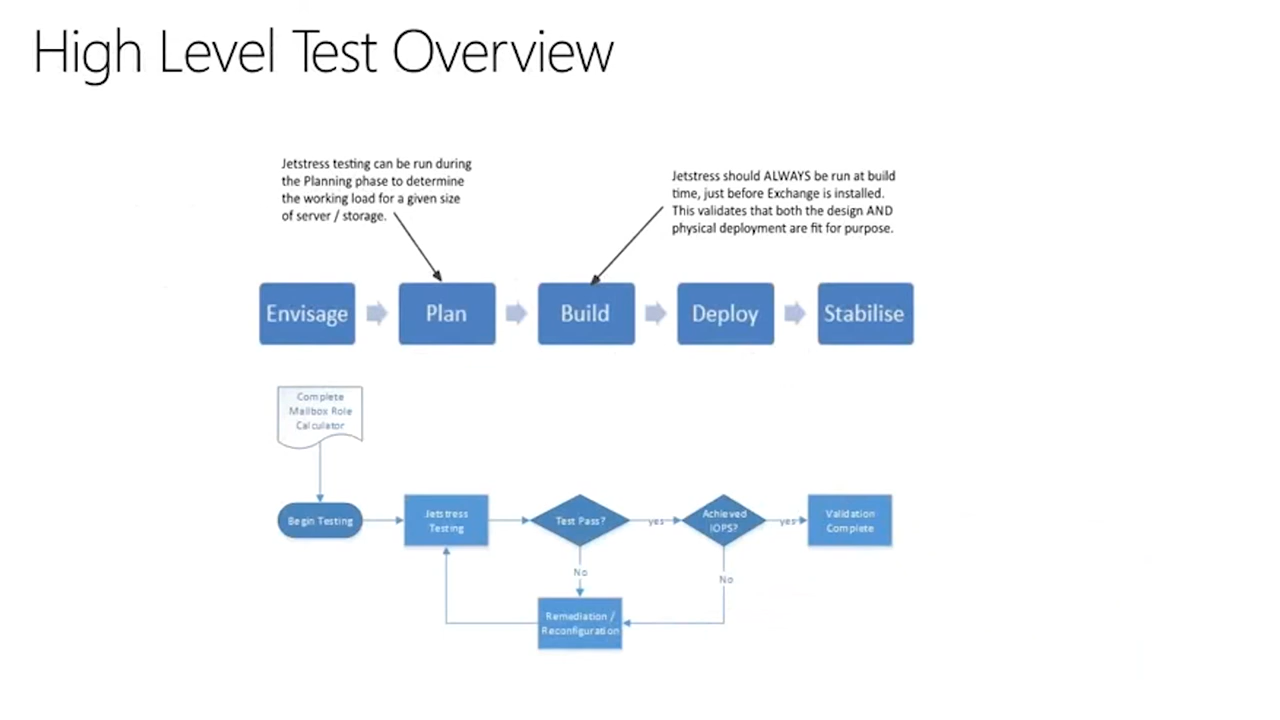 High Level Test Overview
Jetstress testing can be run during
the Planning phase to determine
the working load for a given size
of server / storage.
Jetstress should ALWAYS be run at build
time, just before Exchange is installed.
This validates that both the design AND
physical deployment are fit for purpose.
Envisage
Plan
Build
Deploy
Stabilise
Complete
Mailbox Role
Calculator
Begin Testing
Jetstress
Testing
Test Pass?
yes
Achieved
IOPS?
yes
Validation
Complete
No
No
Remediation /
Reconfiguration